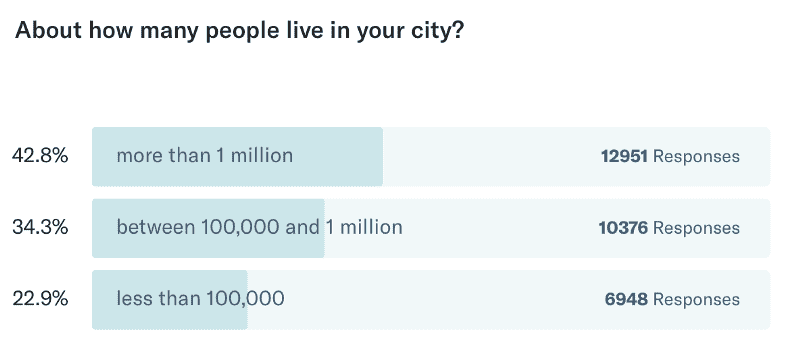 About how many people live in your city?
42.8% more than 1 million 12951 Responses
34.3% between 100,000 and 1 million 10376 Responses
22.9% less than 100,000 6948 Responses